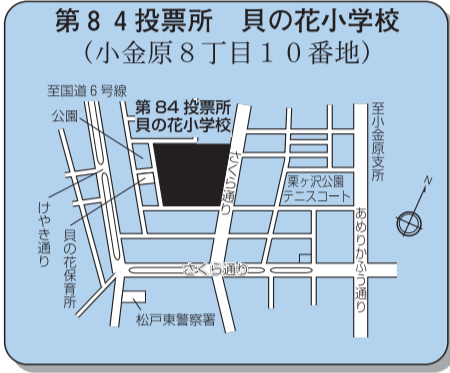 第８４投票所　貝の花小学校
（小金原８丁目１０番地）
至国道６号線
公園
第84投票所
貝の花小学校
至小金原支所
さくら通り
栗ヶ沢公園
テニスコート
N
けやき通り
貝の花保育所
あめりかふう通り
さくら通り
松戸東警察署